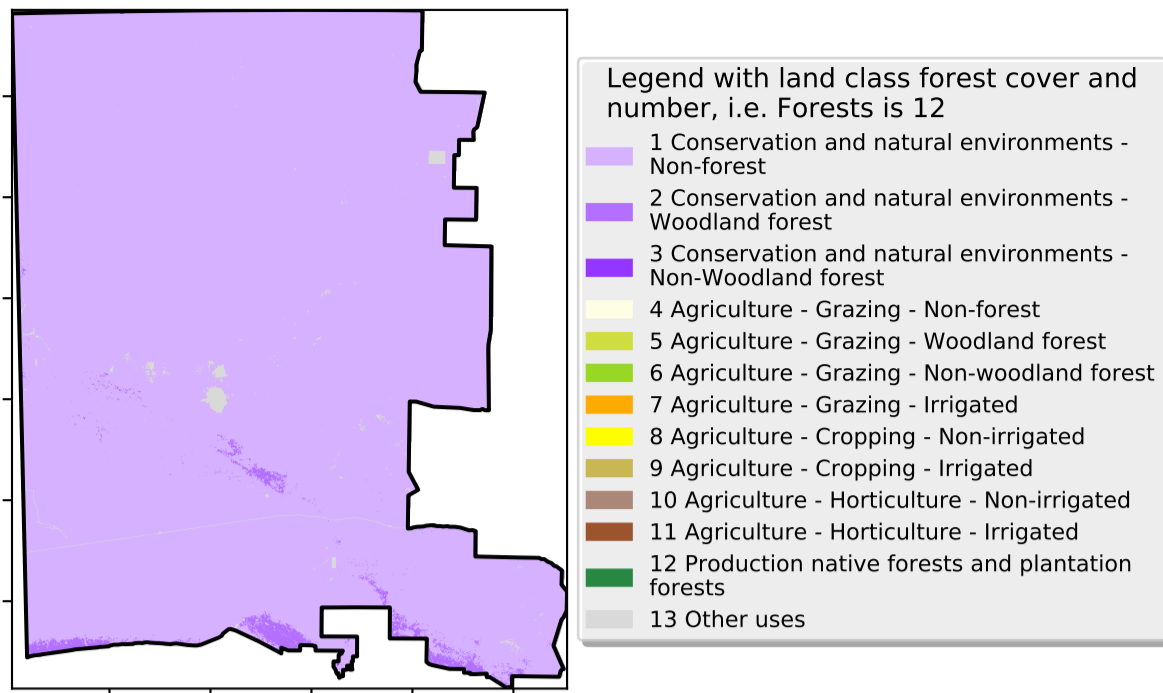 Legend with land class forest cover and
number, i.e. Forests is 12
1 Conservation and natural environments -
Non-forest
2 Conservation and natural environments -
Woodland forest
3 Conservation and natural environments -
Non-Woodland forest
4 Agriculture - Grazing - Non-forest
5 Agriculture - Grazing - Woodland forest
6 Agriculture - Grazing - Non-woodland forest
7 Agriculture - Grazing - Irrigated
8 Agriculture - Cropping - Non-irrigated
9 Agriculture - Cropping - Irrigated
10 Agriculture - Horticulture - Non-irrigated
11 Agriculture - Horticulture - Irrigated
12 Production native forests and plantation
forests
13 Other uses